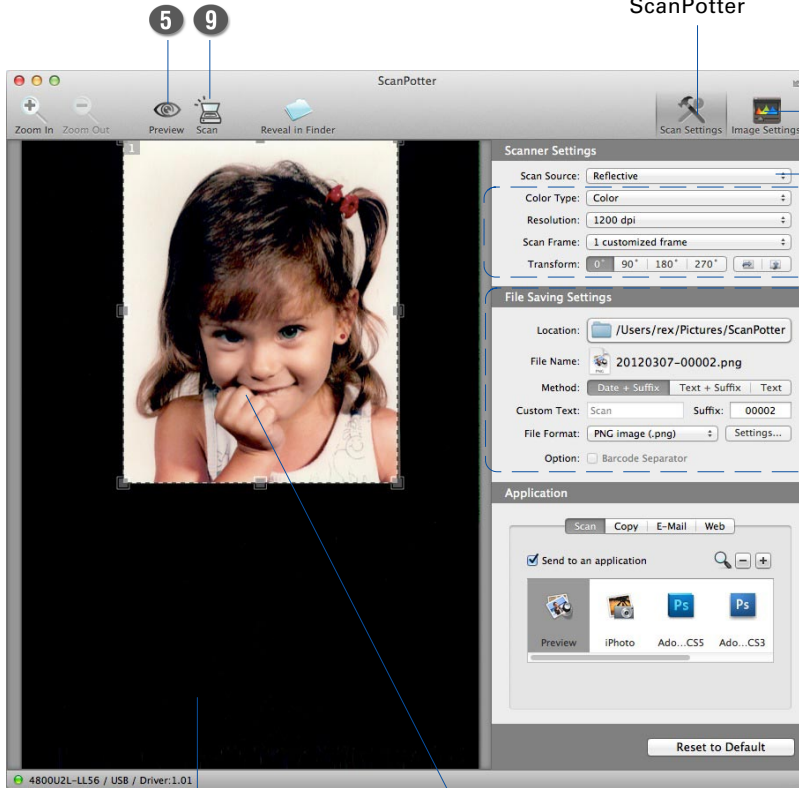 ScanPotter
5 9
ScanPotter
Zoom In Zoom Out Preview Scan Reveal in Finder Scan Settings Image Settings
1
Scanner Settings
Scan Source: Reflective
Color Type: Color
Resolution: 1200 dpi
Scan Frame: 1 customized frame
Transform: 0° 90° 180° 270°
File Saving Settings
Location: /Users/rex/Pictures/ScanPotter
File Name: PNG 20120307-00002.png
Method: Date + Suffix Text + Suffix Text
Custom Text: Scan Suffix: 00002
File Format: PNG image (.png) Settings...
Option: Barcode Separator
Application
Scan Copy E-Mail Web
Send to an application
Ps Ps
Preview iPhoto Ado...CS5 Ado...CS3
Reset to Default
4800U2L-LL56 / USB / Driver:1.01